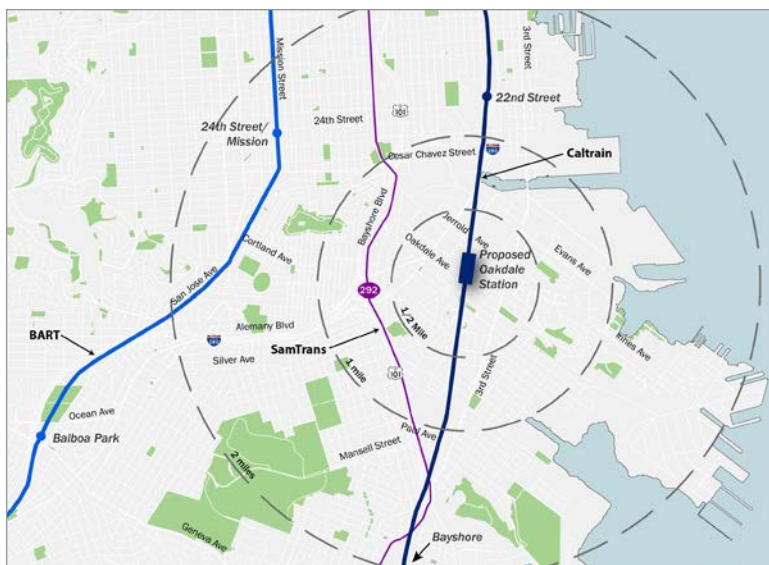 Mission Street
3rd Street
101
24th Street/
Mission
24th Street
22nd Street
Cesar Chavez Street
Caltrain
Bayshore Blvd
Jerrold Ave
Cortland Ave
Oakdale Ave
Proposed
Oakdale
Station
Evans Ave
San Jose Ave
292
1/2 Mile
Alemany Blvd
BART
SamTrans
Silver Ave
Innes Ave
1 mile
101
3rd Street
Ocean Ave
Balboa Park
Paul Ave
Mansell Street
2 miles
Geneva Ave
Bayshore